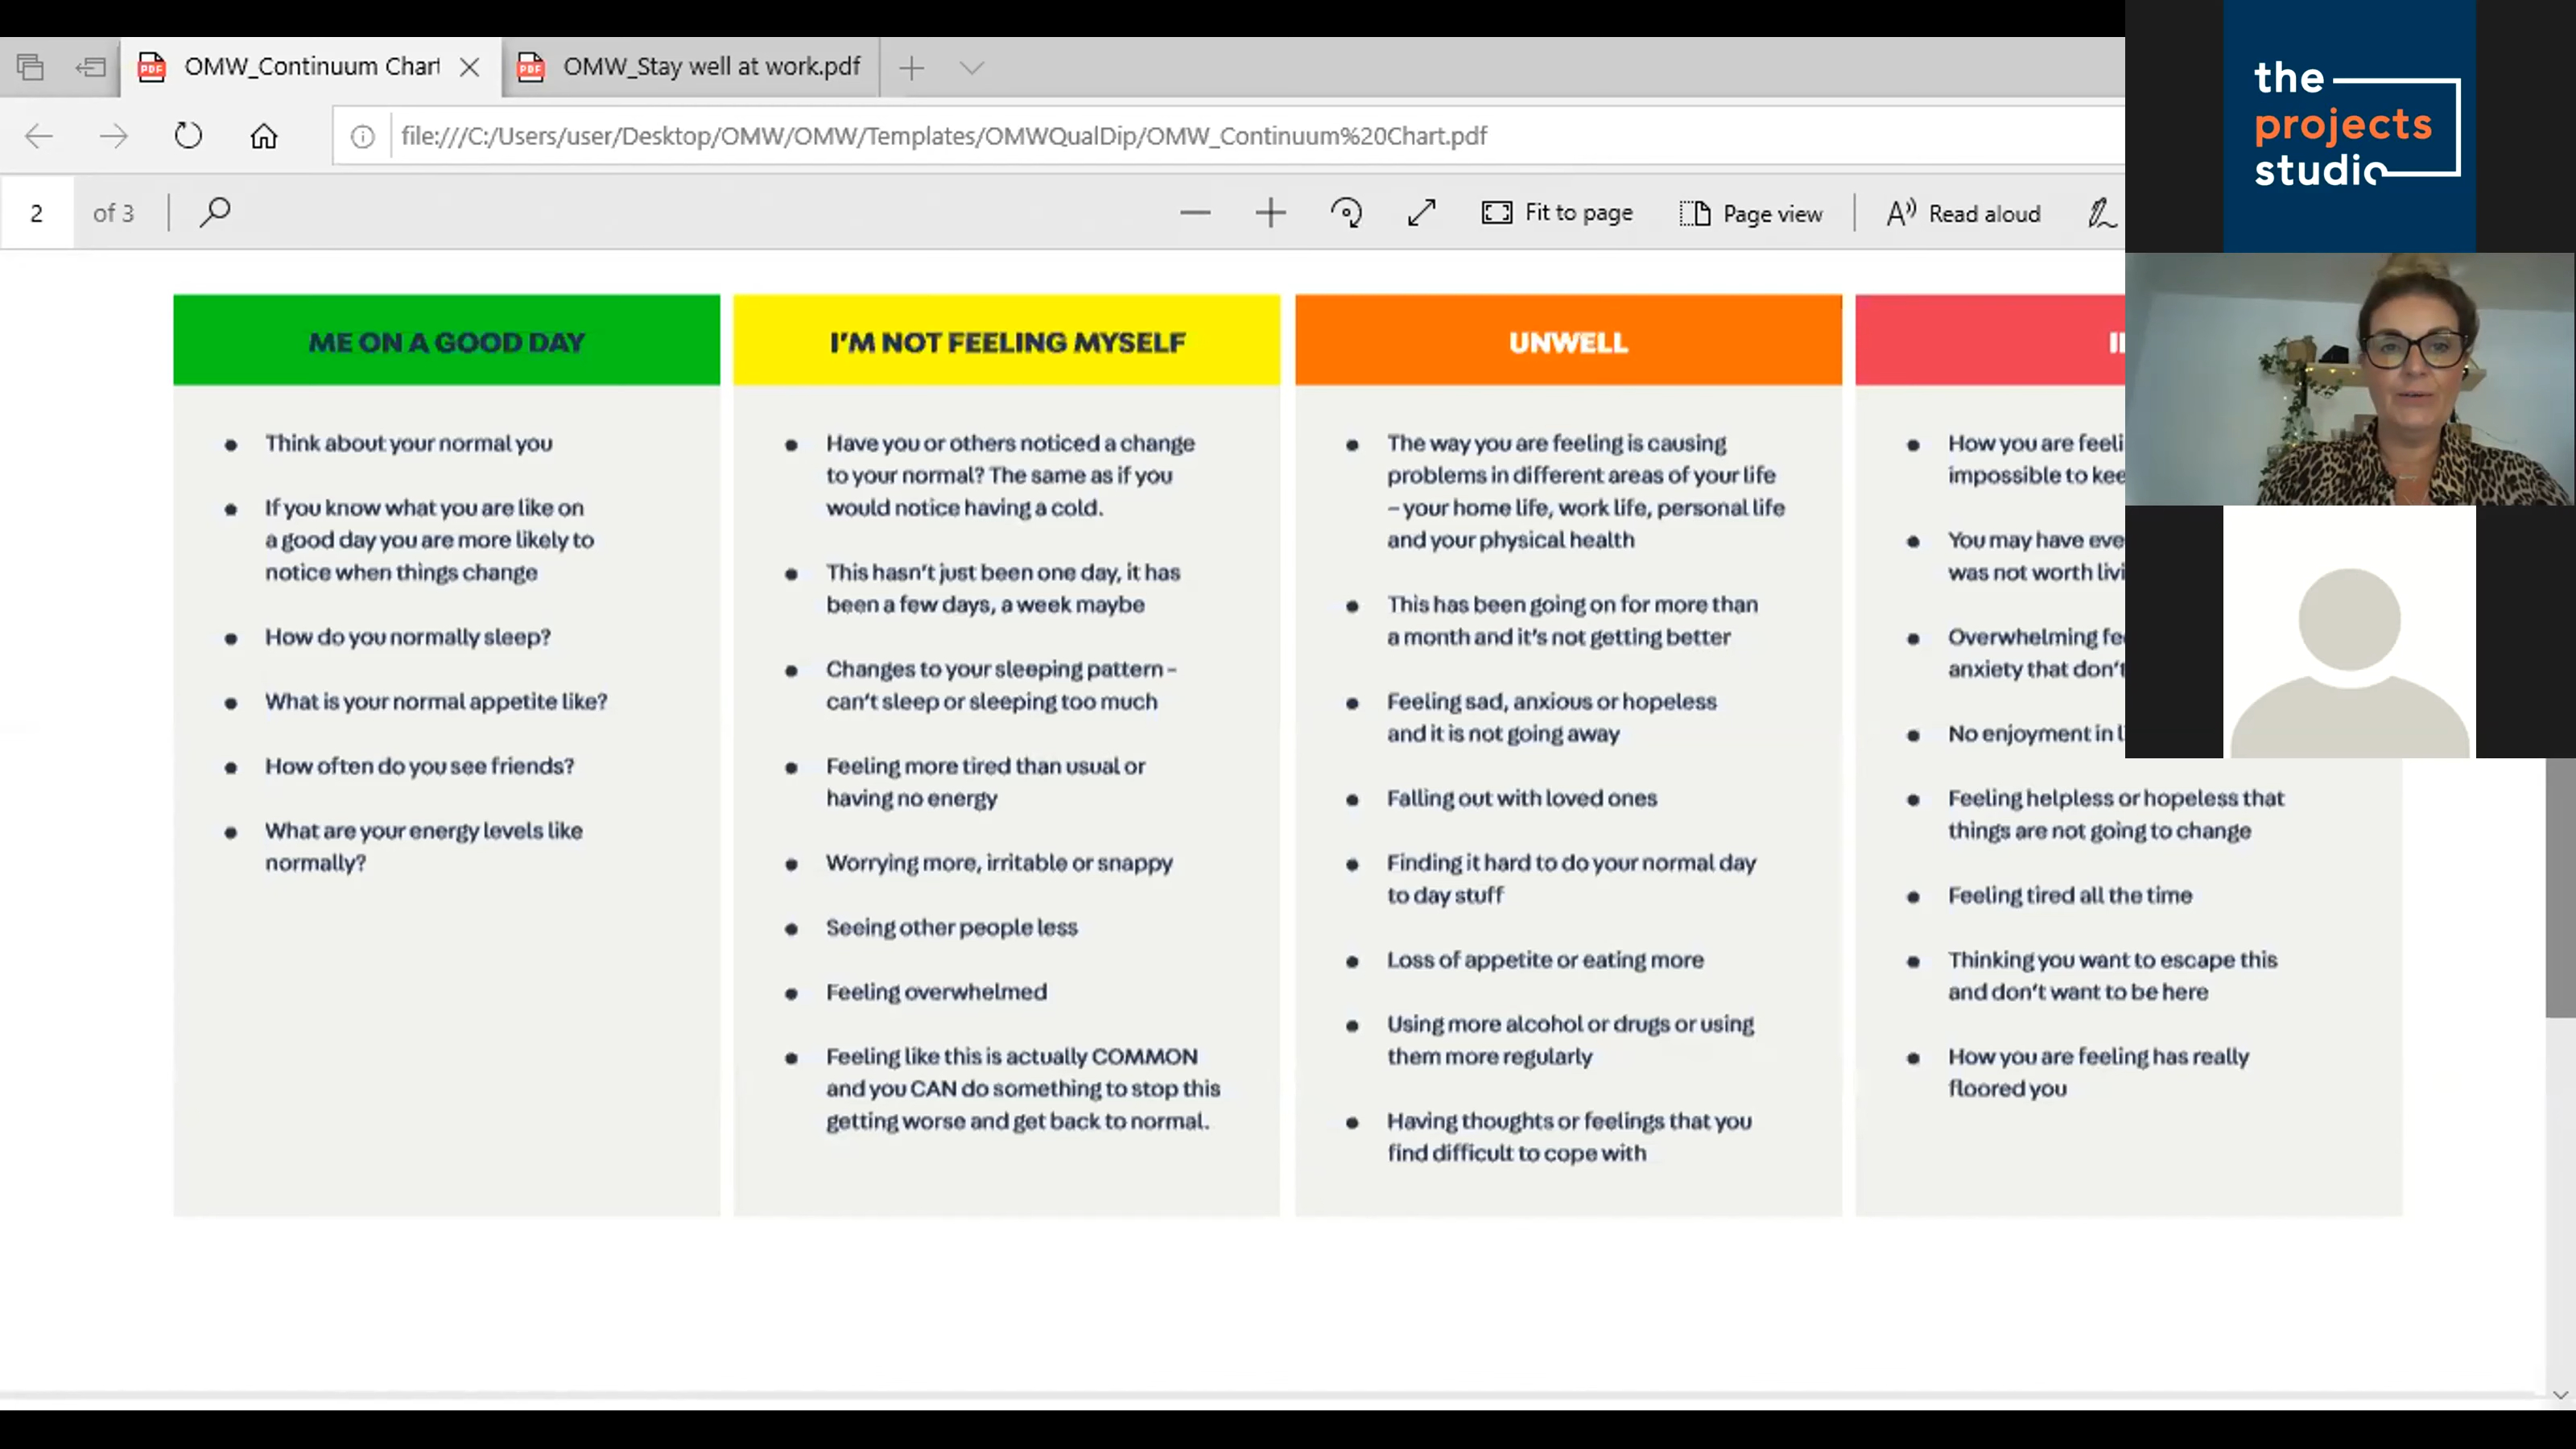 OMW_Continuum Chart
OMW_Stay well at work.pdf
file:///C:/Users/user/Desktop/OMW/OMW/Templates/OMWQualDip/OMW_Continuum%20Chart.pdf
2 of 3
Fit to page
Page view
Read aloud
the
projects
studio
ME ON A GOOD DAY
Think about your normal you
If you know what you are like on
a good day you are more likely to
notice when things change
How do you normally sleep?
What is your normal appetite like?
How often do you see friends?
What are your energy levels like
normally?
I'M NOT FEELING MYSELF
Have you or others noticed a change
to your normal? The same as if you
would notice having a cold.
This hasn't just been one day, it has
been a few days, a week maybe
Changes to your sleeping pattern -
can't sleep or sleeping too much
Feeling more tired than usual or
having no energy
Worrying more, irritable or snappy
Seeing other people less
Feeling overwhelmed
Feeling like this is actually COMMON
and you CAN do something to stop this
getting worse and get back to normal.
UNWELL
The way you are feeling is causing
problems in different areas of your life
– your home life, work life, personal life
and your physical health
This has been going on for more than
a month and it's not getting better
Feeling sad, anxious or hopeless
and it is not going away
Falling out with loved ones
Finding it hard to do your normal day
to day stuff
Loss of appetite or eating more
Using more alcohol or drugs or using
them more regularly
Having thoughts or feelings that you
find difficult to cope with
How you are
impossible to
You may have
was not worth
Overwhelming
anxiety that
No enjoyment in
Feeling helpless or hopeless that
things are not going to change
Feeling tired all the time
Thinking you want to escape this
and don't want to be here
How you are feeling has really
floored you